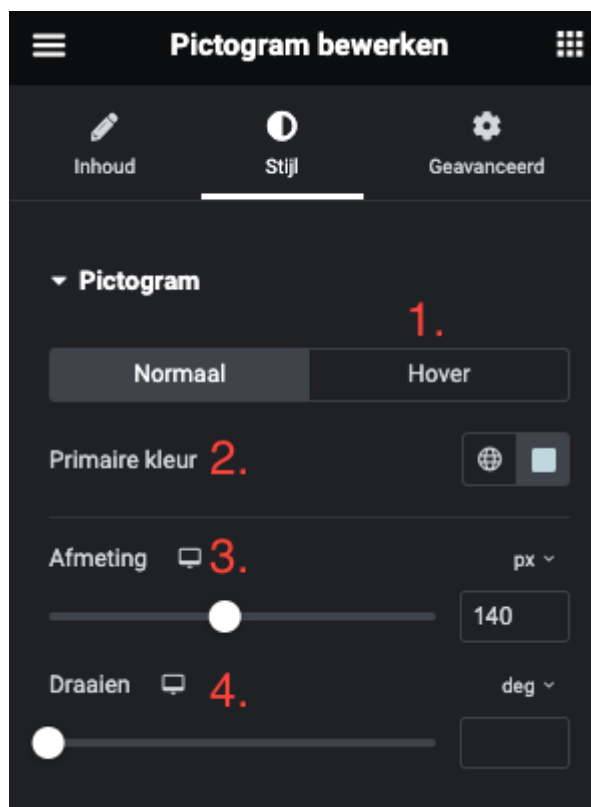 Pictogram bewerken
Inhoud Stijl Geavanceerd
Pictogram
1.
Normaal Hover
Primaire kleur 2.
Afmeting 3. px
140
Draaien 4. deg